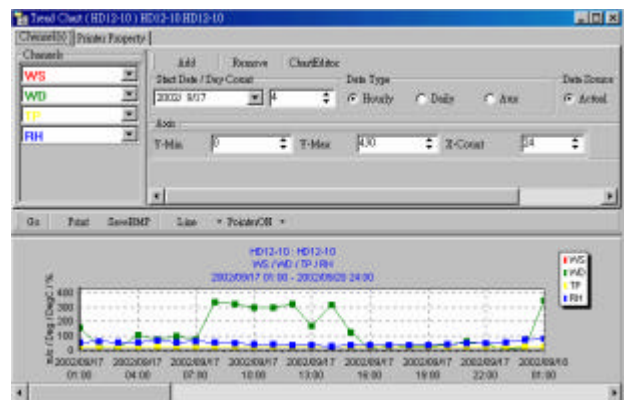 Trend Chart ( HD12-10 ) HD12-10:HD12-10
Channel(s) Printer Property
Channels
WS
WD
TP
RH
Add Remove ChartEditor
Start Date / Day-Count
2002/ 9/17 4
Data Type
Hourly Daily
Data Source
Actual
Axis
Y-Min 0 Y-Max 430 X-Count 24
Go Print SaveBMP Line PointerON
HD12-10 : HD12-10
WS / WD / TP / RH
2002/09/17 01:00 - 2002/09/20 24:00
m/s / Deg / DegC / %
400
300
200
100
0
WS
WD
TP
RH
2002/09/17 2002/09/17 2002/09/17 2002/09/17 2002/09/17 2002/09/17 2002/09/17 2002/09/17 2002/09/18
01:00 04:00 07:00 10:00 13:00 16:00 19:00 22:00 01:00